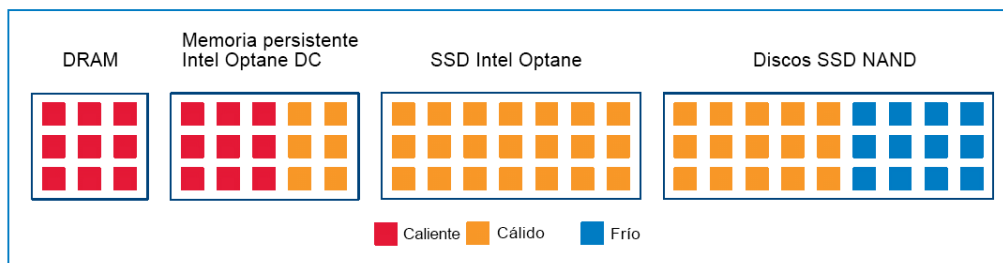 DRAM
Memoria persistente
Intel Optane DC
SSD Intel Optane
Discos SSD NAND
Caliente
Cálido
Frío